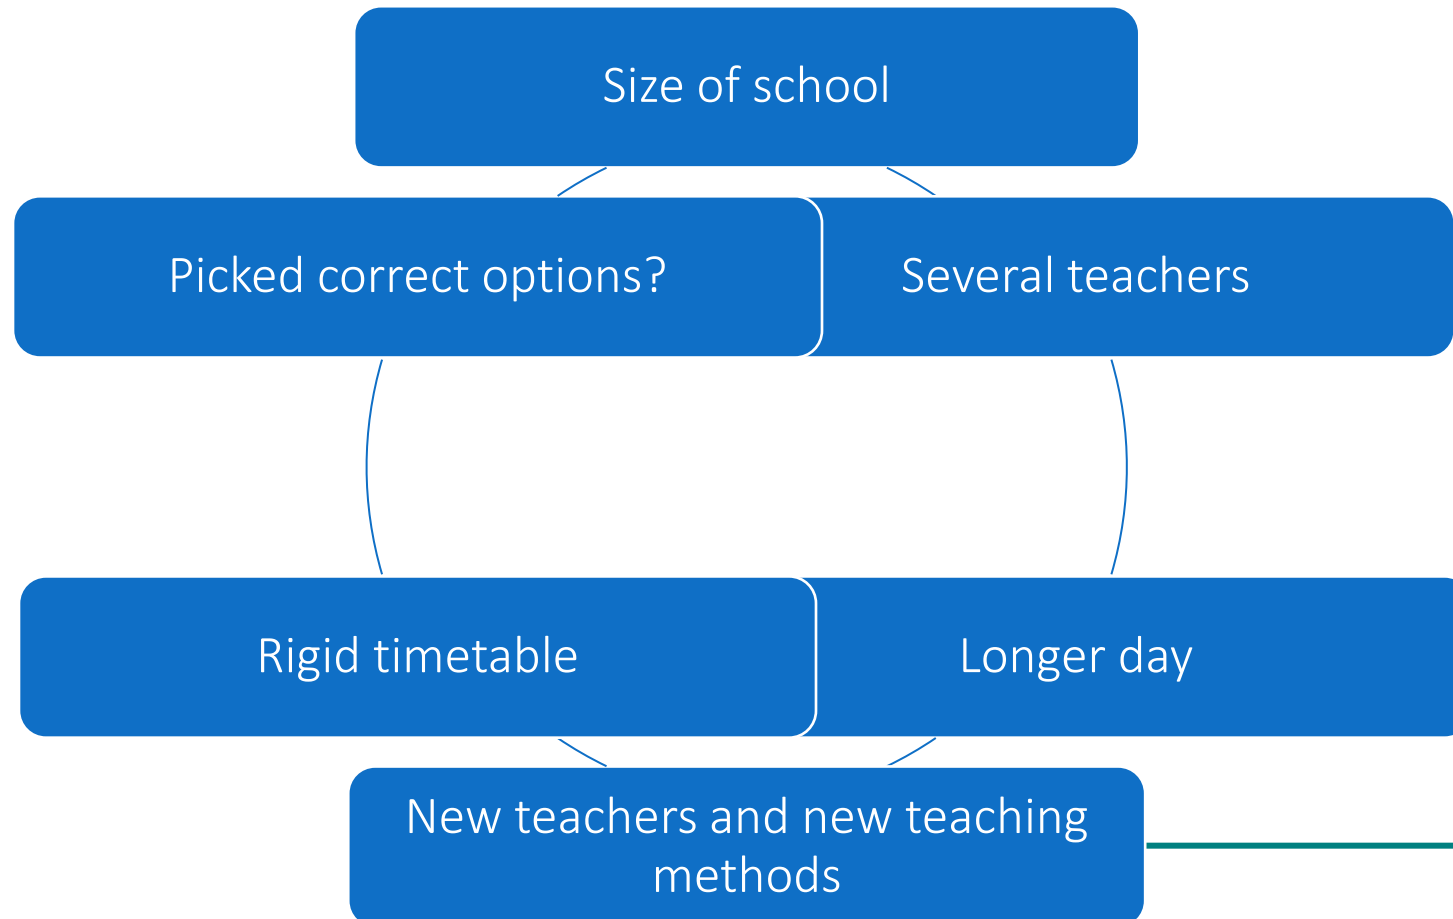 Size of school
Picked correct options?
Several teachers
Rigid timetable
Longer day
New teachers and new teaching
methods